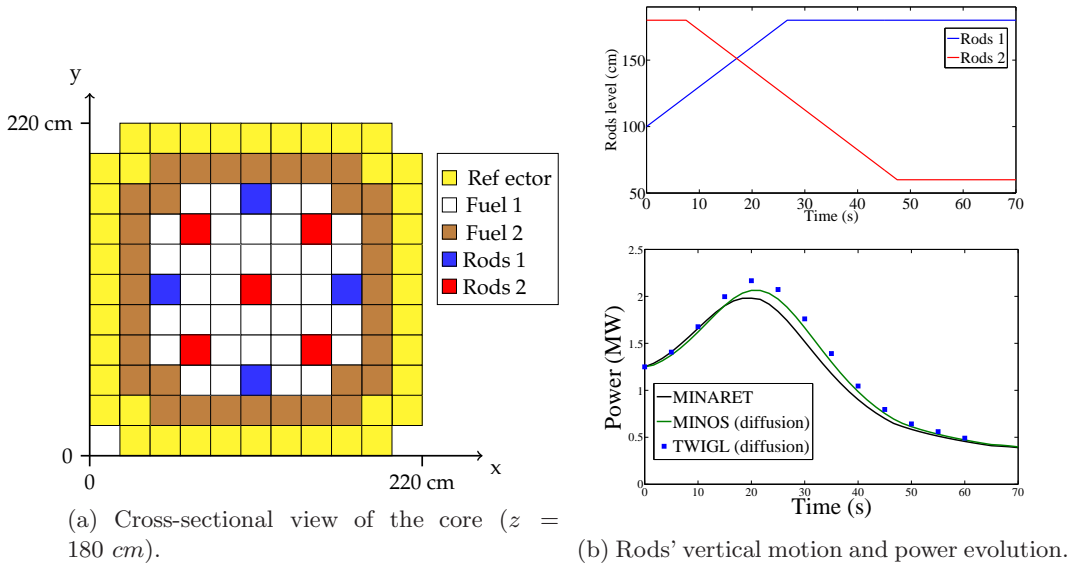 y
220 cm
0
0
220 cm
x
Ref ector
Fuel 1
Fuel 2
Rods 1
Rods 2
(a) Cross-sectional view of the core (z =
180 cm).
Rods level (cm)
150
100
50
0
10
20
30
40
50
60
70
Time (s)
Rods 1
Rods 2
Power (MW)
2.5
2
1.5
1
0.5
0
0
10
20
30
40
50
60
70
Time (s)
MINARET
MINOS (diffusion)
TWIGL (diffusion)
(b) Rods' vertical motion and power evolution.